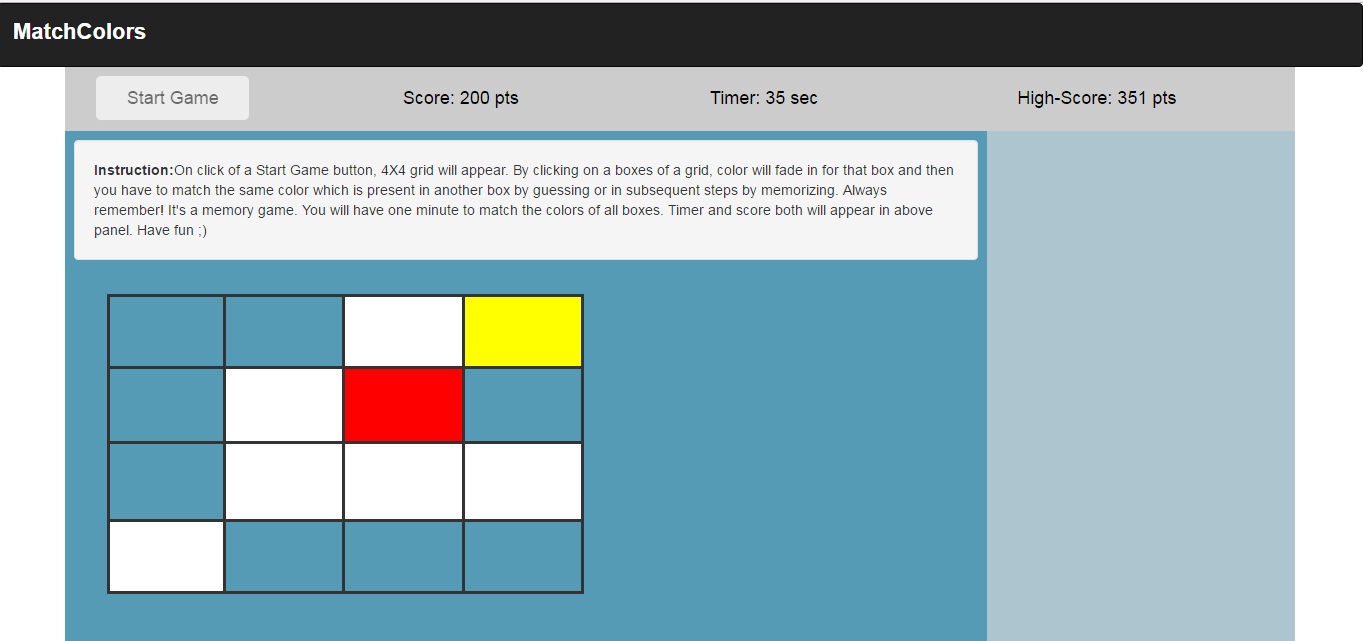 MatchColors
Start Game
Score: 200 pts
Timer: 35 sec
High-Score: 351 pts
Instruction:On click of a Start Game button, 4X4 grid will appear. By clicking on a boxes of a grid, color will fade in for that box and then
you have to match the same color which is present in another box by guessing or in subsequent steps by memorizing. Always
remember! It's a memory game. You will have one minute to match the colors of all boxes. Timer and score both will appear in above
panel. Have fun ;)